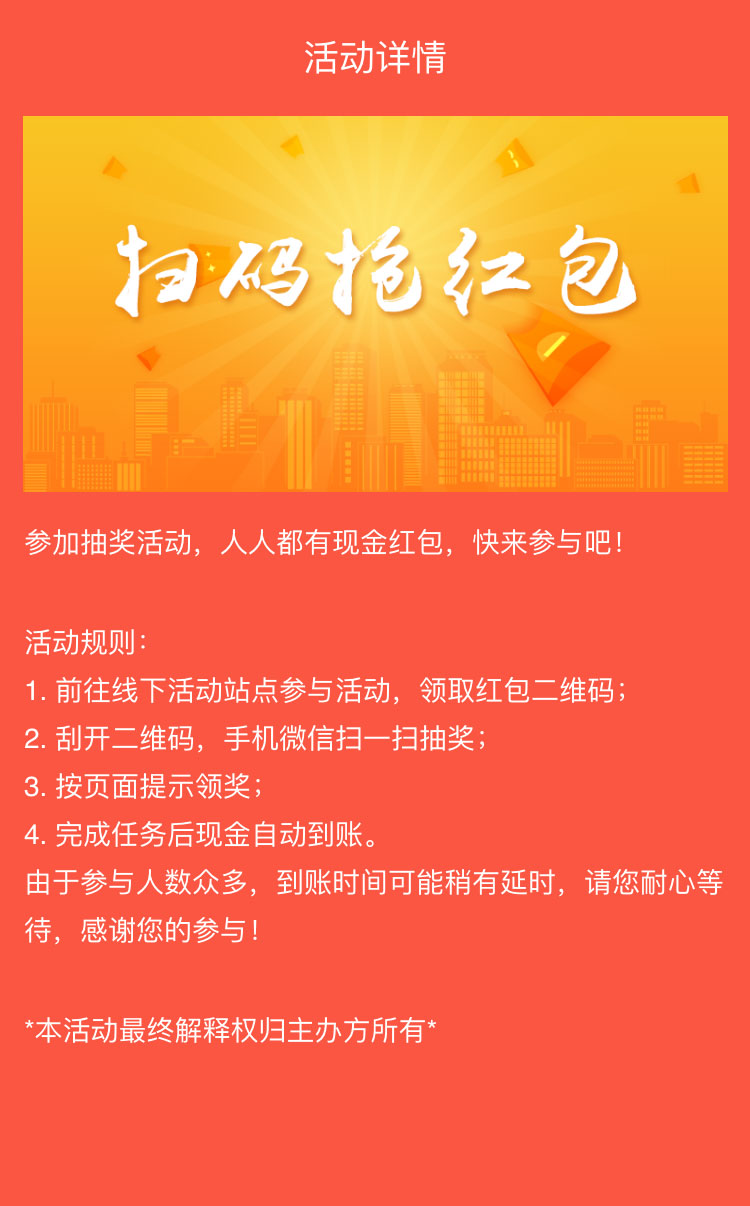 活动详情
扫码抢红包
参加抽奖活动，人人都有现金红包，快来参与吧！
活动规则：
1. 前往线下活动站点参与活动，领取红包二维码；
2. 刮开二维码，手机微信扫一扫抽奖；
3. 按页面提示领奖；
4. 完成任务后现金自动到账。
由于参与人数众多，到账时间可能稍有延时，请您耐心等
待，感谢您的参与！
*本活动最终解释权归主办方所有*